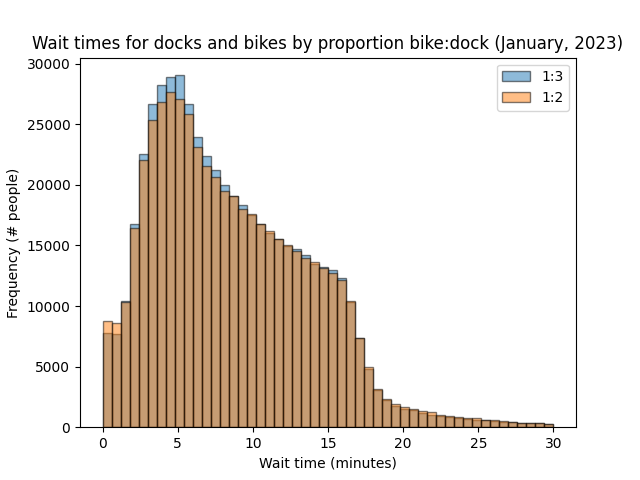 Wait times for docks and bikes by proportion bike:dock (January, 2023)
1:3
1:2
30000
25000
20000
15000
10000
5000
0
Frequency (# people)
0 5 10 15 20 25 30
Wait time (minutes)